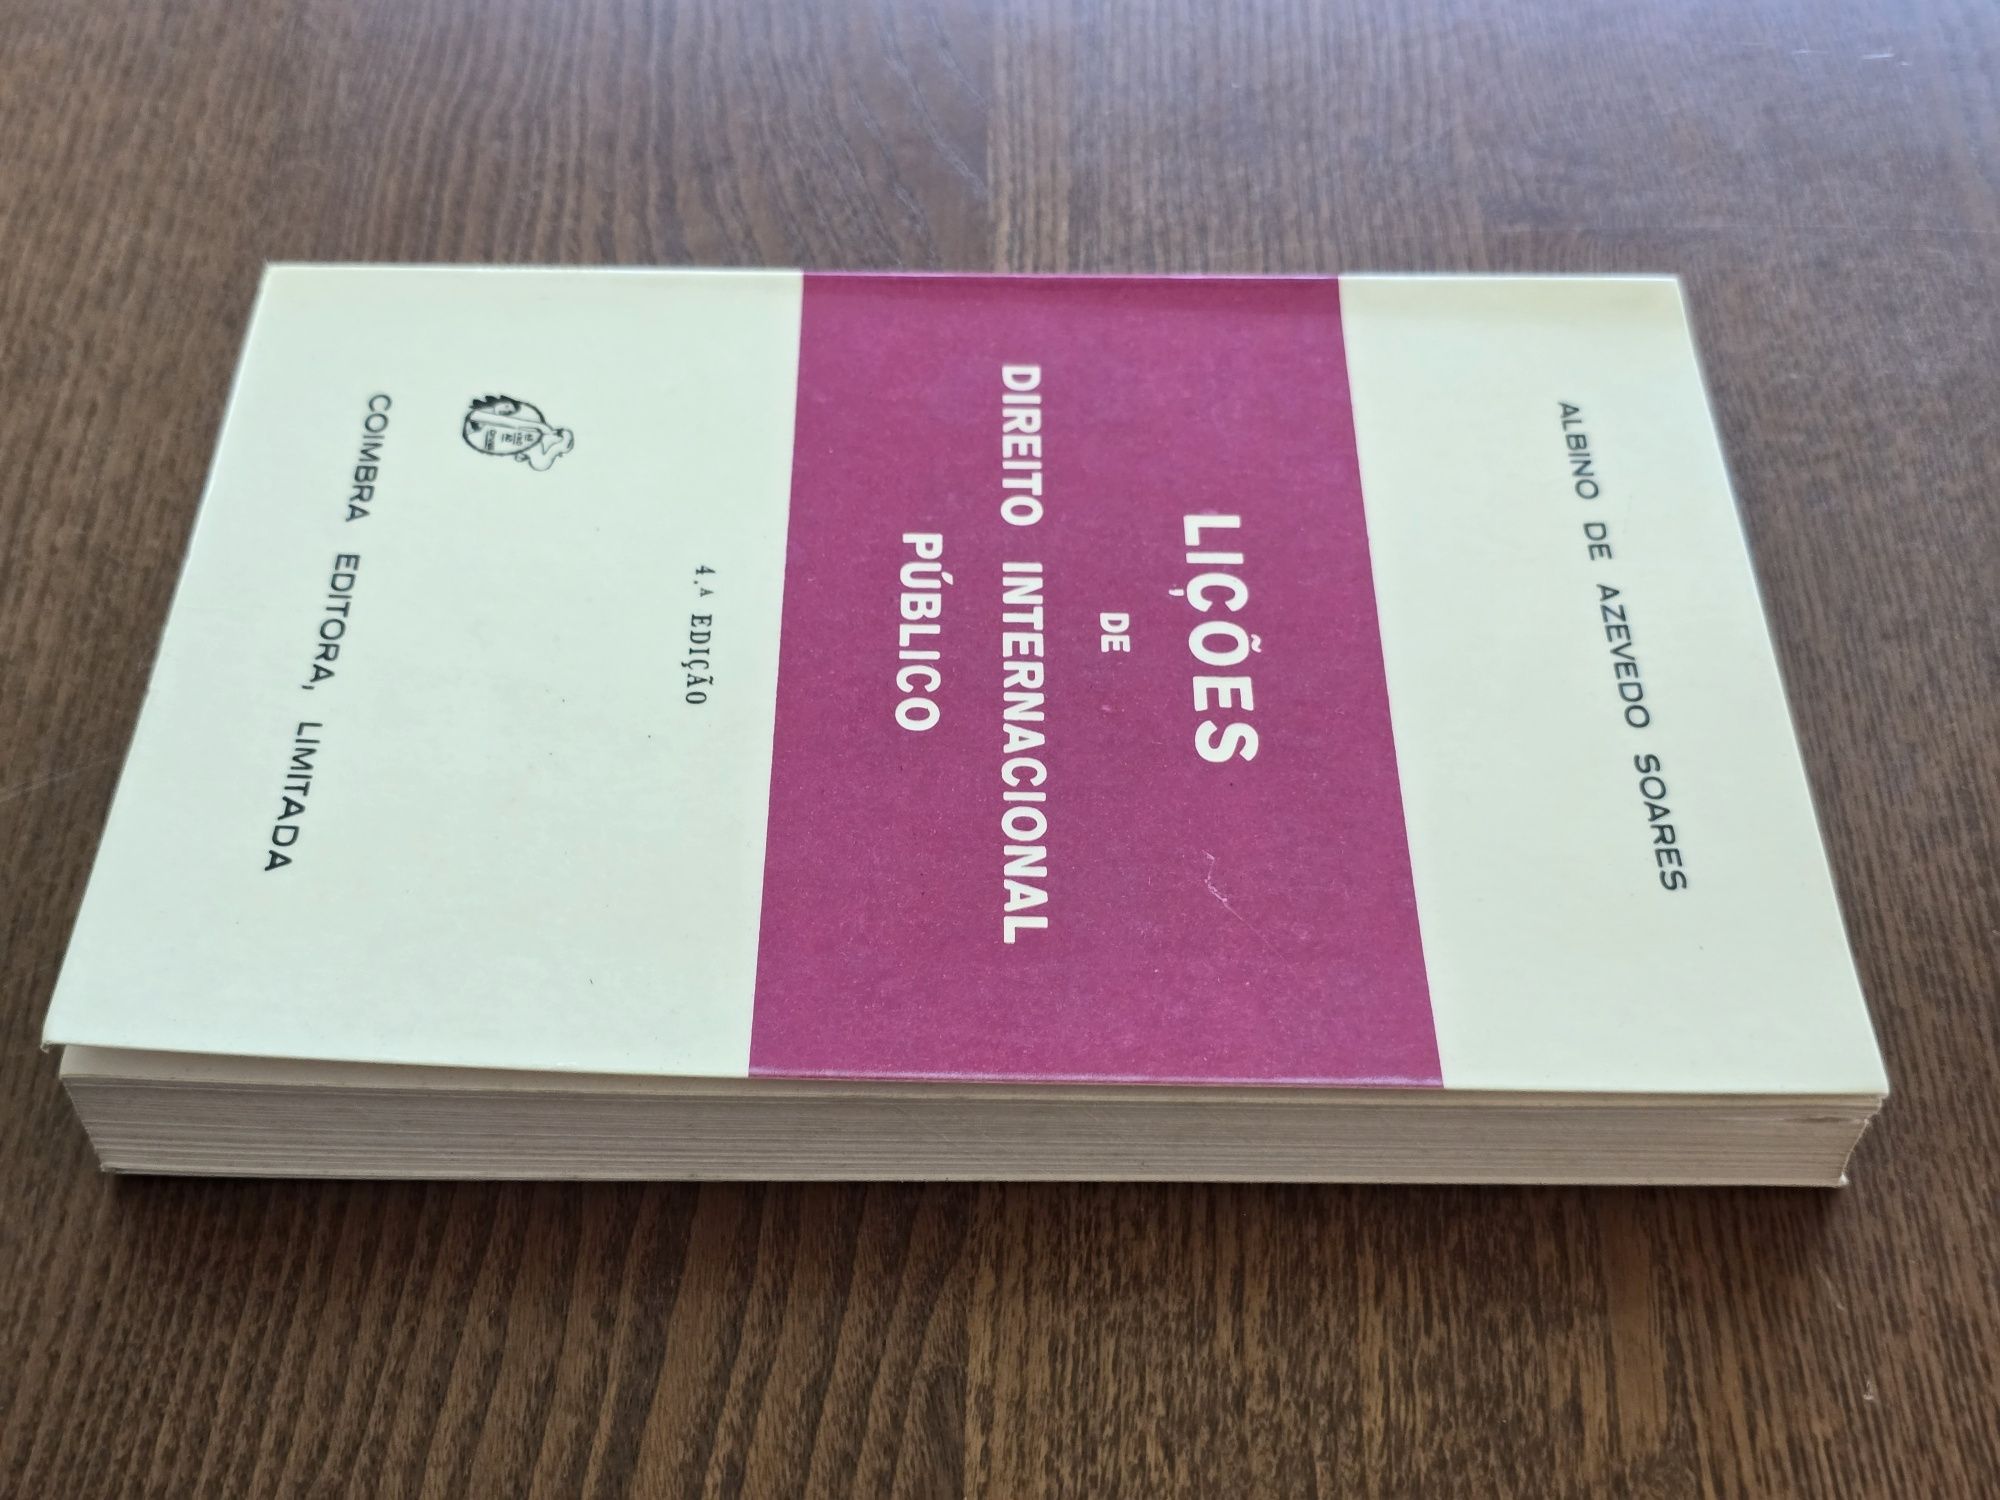 ALBINO DE AZEVEDO SOARES
LIÇÕES
DE
DIREITO INTERNACIONAL
PÚBLICO
4.ª EDIÇÃO
COIMBRA EDITORA, LIMITADA